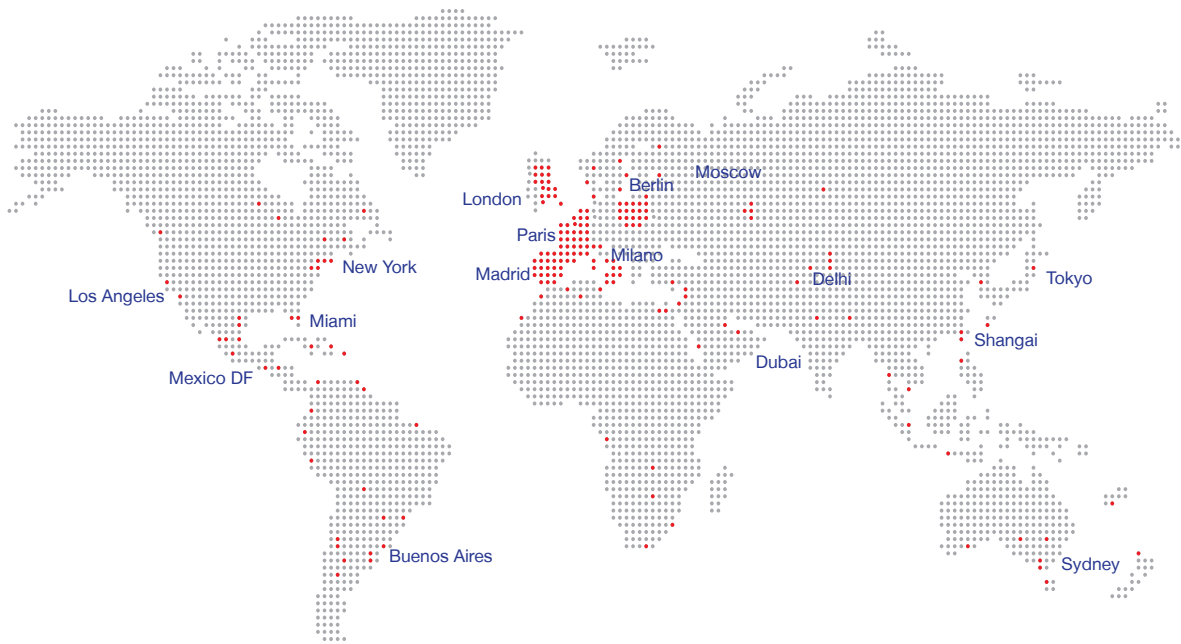 Moscow
Berlin
London
Paris
Milano
New York
Madrid
Delhi
Tokyo
Los Angeles
Miami
Shangai
Dubai
Mexico DF
Buenos Aires
Sydney